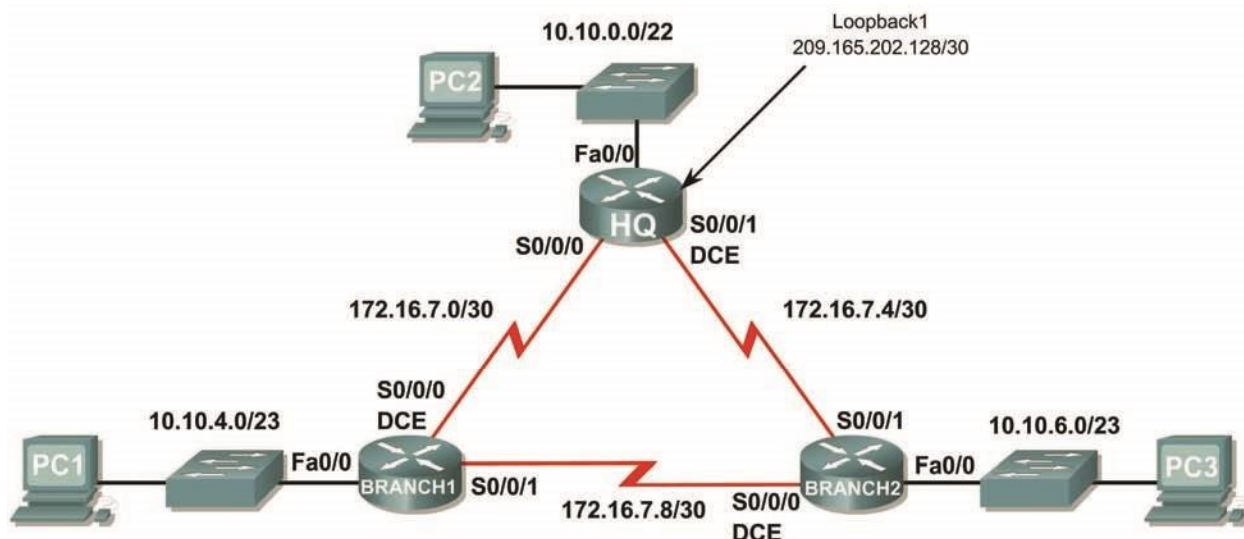 Loopback1
209.165.202.128/30
10.10.0.0/22
PC2
Fa0/0
HQ
S0/0/0
S0/0/1
DCE
172.16.7.0/30
172.16.7.4/30
S0/0/0
DCE
10.10.4.0/23
S0/0/1
10.10.6.0/23
PC1
Fa0/0
BRANCH1
S0/0/1
172.16.7.8/30
S0/0/0
DCE
BRANCH2
Fa0/0
PC3